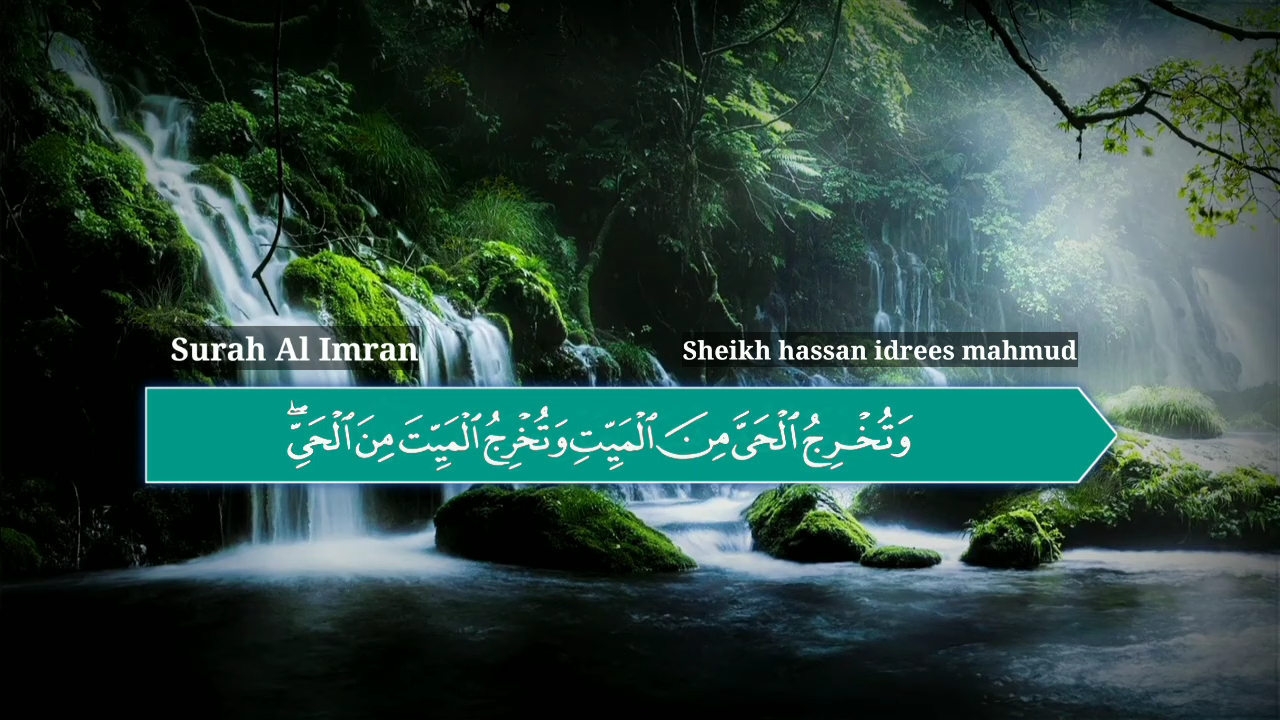 Surah Al Imran
Sheikh hassan idrees mahmud
وَتُخْرِجُ ٱلْحَىَّ مِنَ ٱلْمَيِّتِ وَتُخْرِجُ ٱلْمَيِّتَ مِنَ ٱلْحَىِّۖ